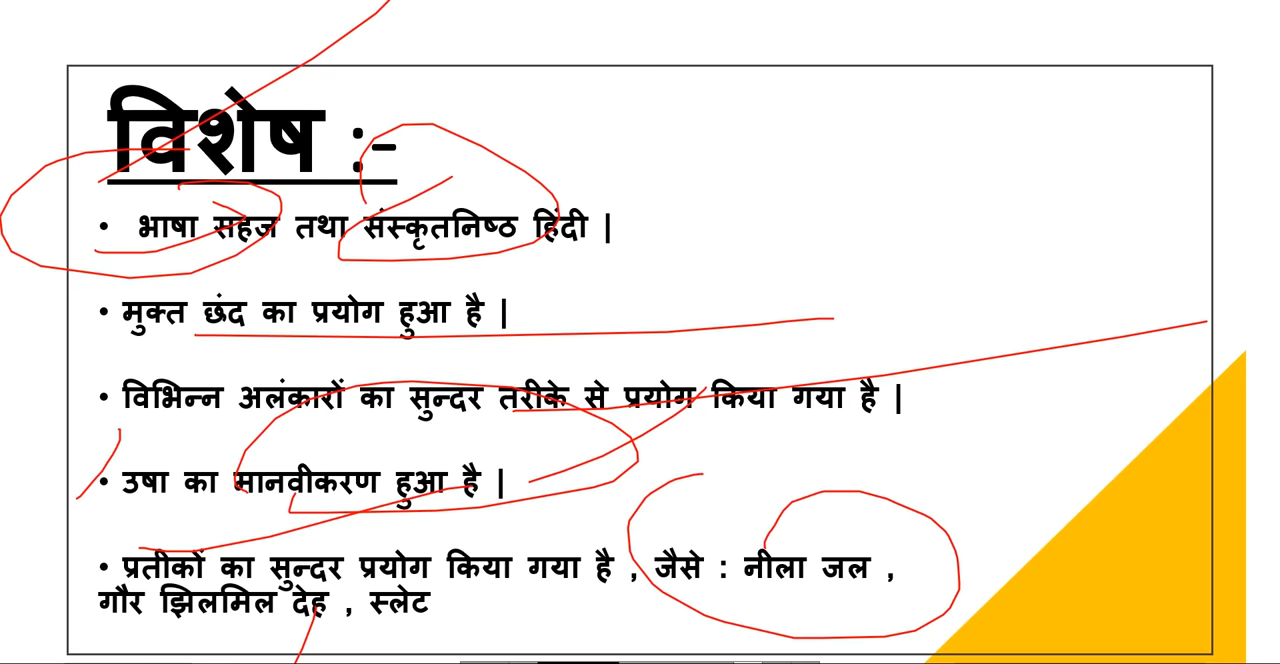 विशेष :-
• भाषा सहज तथा संस्कृतनिष्ठ हिंदी |
• मुक्त छंद का प्रयोग हुआ है |
• विभिन्न अलंकारों का सुन्दर तरीके से प्रयोग किया गया है |
• उषा का मानवीकरण हुआ है |
• प्रतीकों का सुन्दर प्रयोग किया गया है , जैसे : नीला जल ,
गौर झिलमिल देह , स्लेट